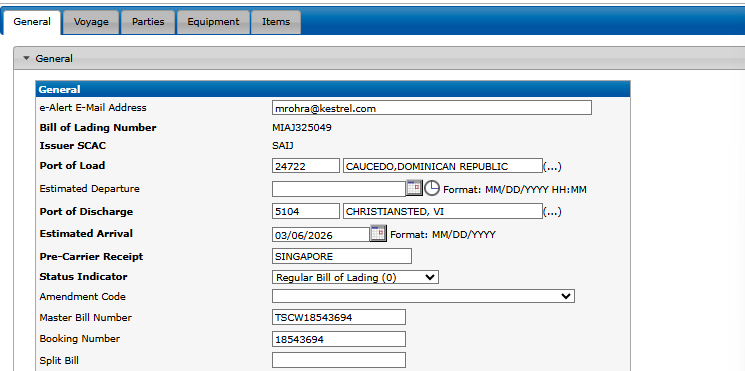 General Voyage Parties Equipment Items
General
General
e-Alert E-Mail Address mrohra@kestrel.com
Bill of Lading Number MIAJ325049
Issuer SCAC SAIJ
Port of Load 24722 CAUCEDO,DOMINICAN REPUBLIC (...)
Estimated Departure Format: MM/DD/YYYY HH:MM
Port of Discharge 5104 CHRISTIANSTED, VI (...)
Estimated Arrival 03/06/2026 Format: MM/DD/YYYY
Pre-Carrier Receipt SINGAPORE
Status Indicator Regular Bill of Lading (0)
Amendment Code
Master Bill Number TSCW18543694
Booking Number 18543694
Split Bill